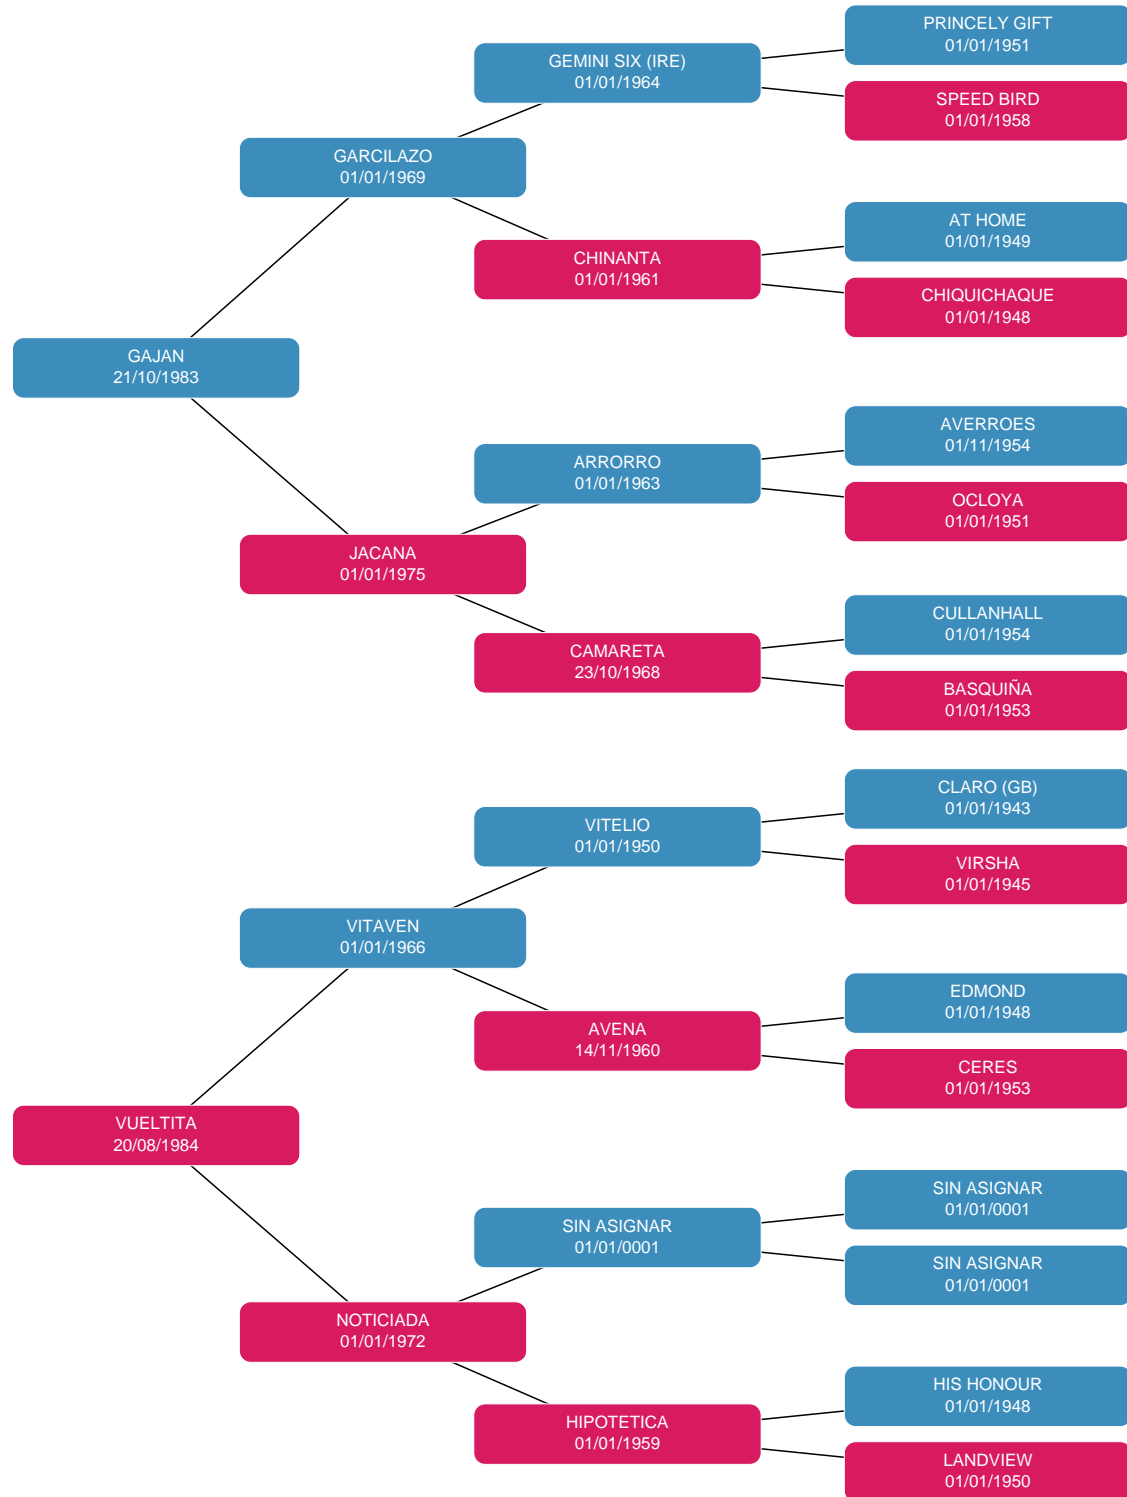 PRINCELY GIFT
01/01/1951
GEMINI SIX (IRE)
01/01/1964
SPEED BIRD
01/01/1958
GARCILAZO
01/01/1969
AT HOME
01/01/1949
CHINANTA
01/01/1961
CHIQUICHAQUE
01/01/1948
GAJAN
21/10/1983
AVERROES
01/11/1954
ARRORRO
01/01/1963
OCLOYA
01/01/1951
JACANA
01/01/1975
CULLANHALL
01/01/1954
CAMARETA
23/10/1968
BASQUIÑA
01/01/1953
CLARO (GB)
01/01/1943
VITELIO
01/01/1950
VIRSHA
01/01/1945
VITAVEN
01/01/1966
EDMOND
01/01/1948
AVENA
14/11/1960
CERES
01/01/1953
VUELTITA
20/08/1984
SIN ASIGNAR
01/01/0001
SIN ASIGNAR
01/01/0001
SIN ASIGNAR
01/01/0001
NOTICIADA
01/01/1972
HIS HONOUR
01/01/1948
HIPOTETICA
01/01/1959
LANDVIEW
01/01/1950